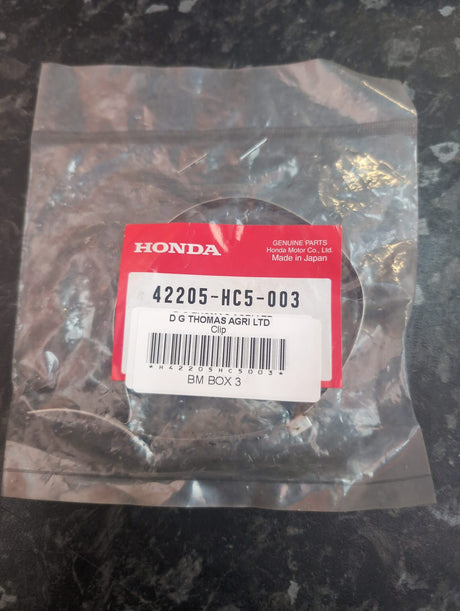 HONDA
GENUINE PARTS
Honda Motor Co., Ltd.
Made in Japan
42205-HC5-003
D G THOMAS AGRI LTD
Clip
*H42205HC5003*
BM BOX 3